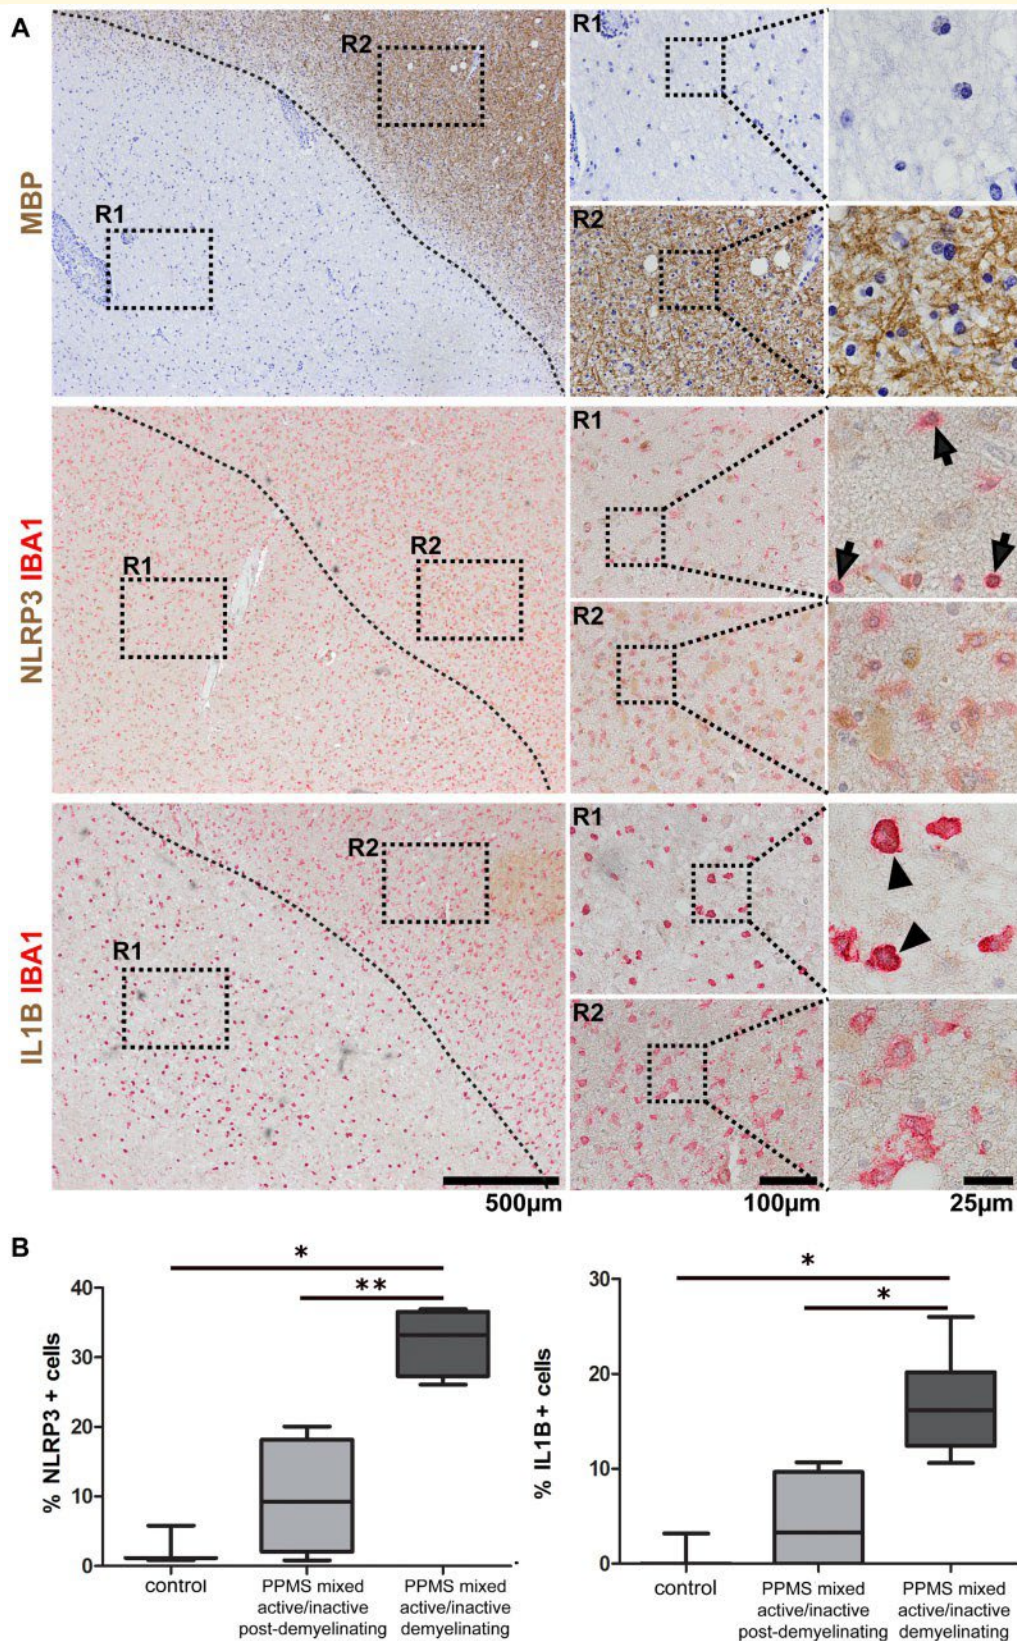 A
R2
R1
MBP
R1
R2
R1
R2
NLRP3 IBA1
R1
R2
R2
R1
IL1B IBA1
R1
R2
500µm
100µm
25µm
B
*
**
40
30
20
10
0
% NLRP3 + cells
control
PPMS mixed
active/inactive
post-demyelinating
PPMS mixed
active/inactive
demyelinating
*
*
30
20
10
0
% IL1B + cells
control
PPMS mixed
active/inactive
post-demyelinating
PPMS mixed
active/inactive
demyelinating